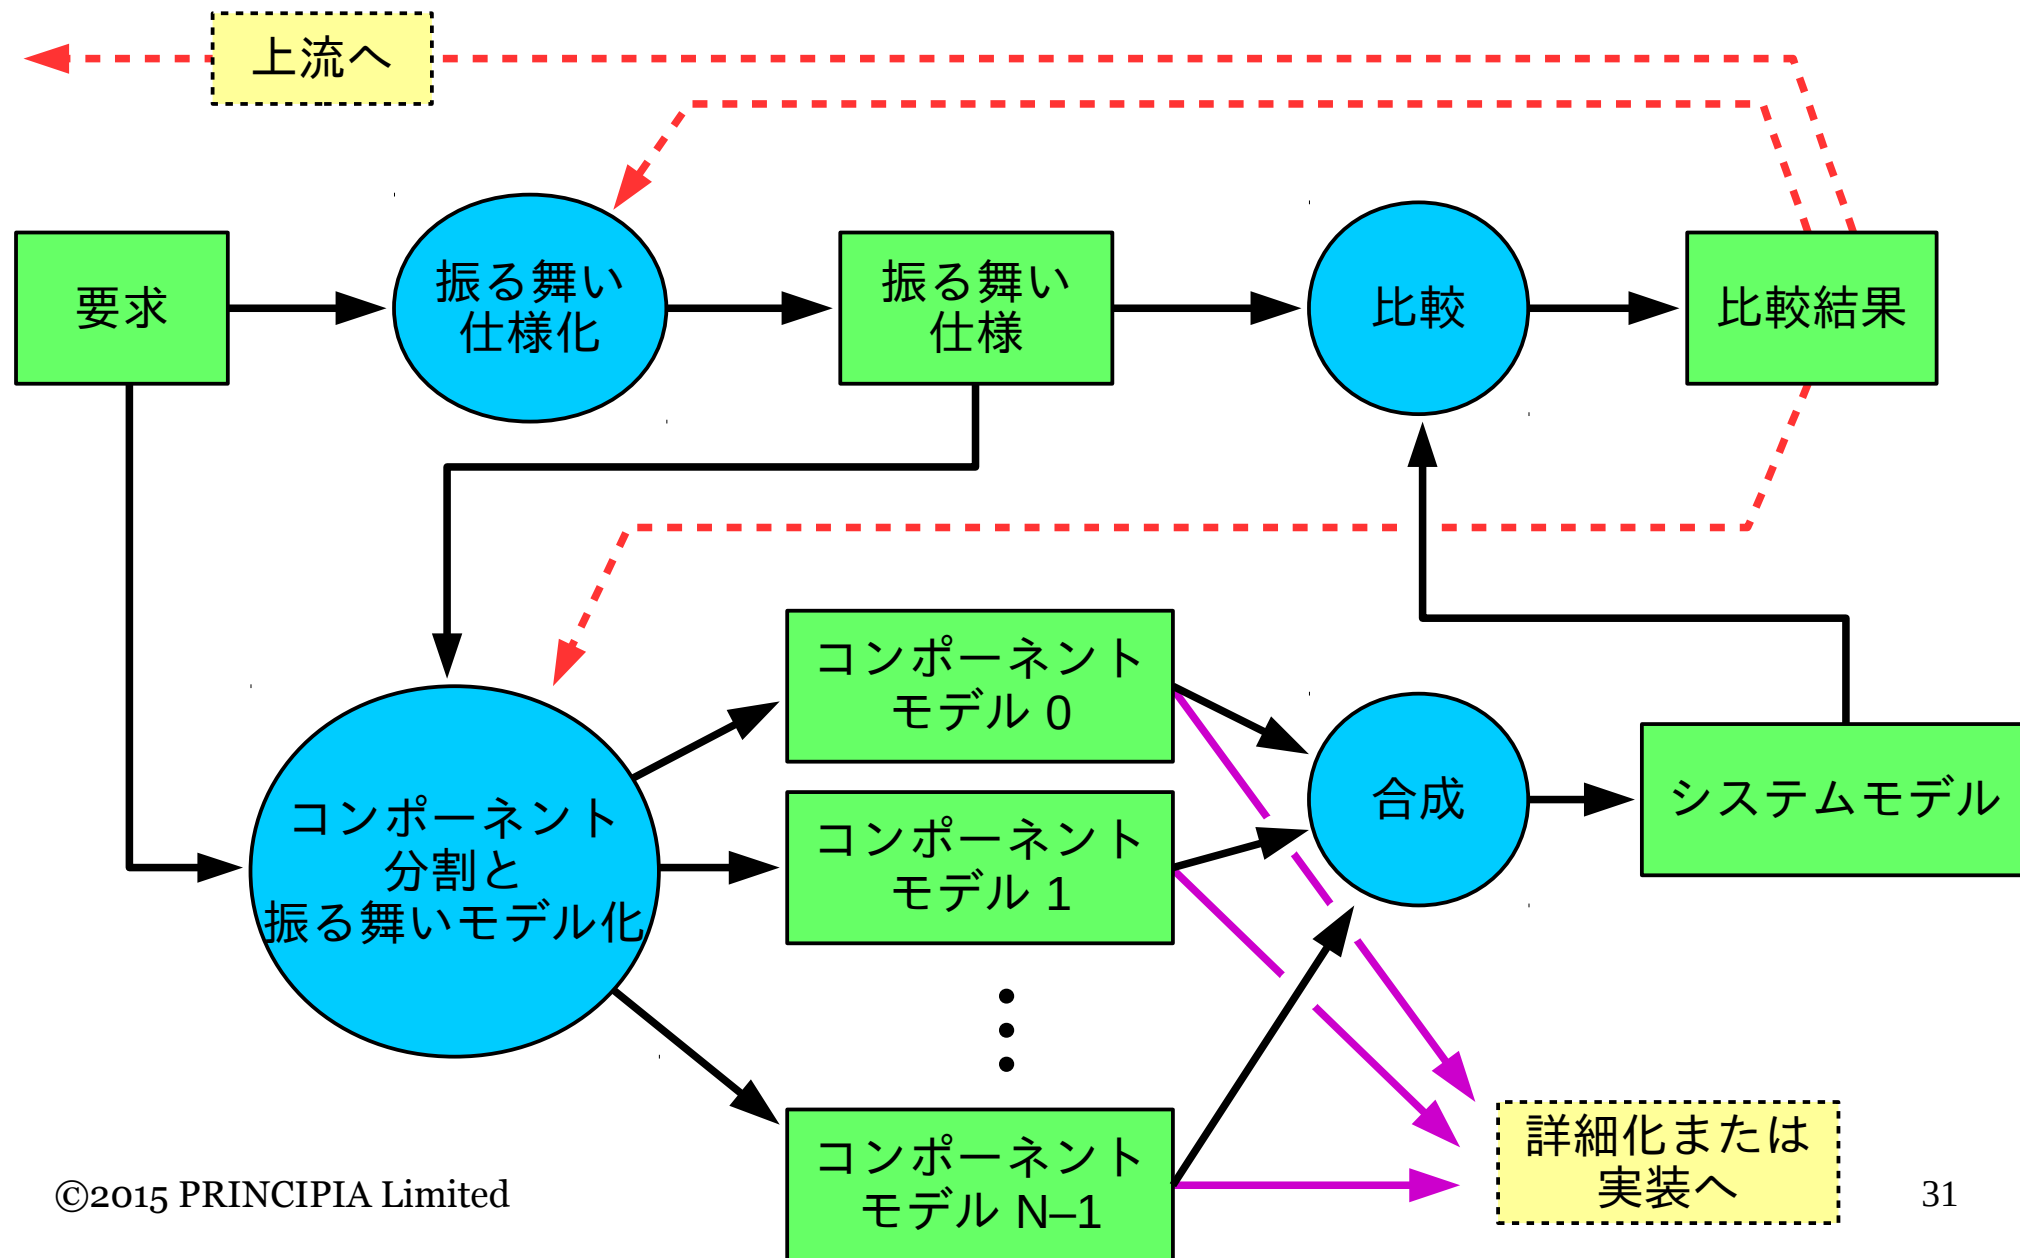 上流へ
要求
振る舞い
仕様化
振る舞い
仕様
比較
比較結果
コンポーネント
分割と
振る舞いモデル化
コンポーネント
モデル 0
コンポーネント
モデル 1
コンポーネント
モデル N–1
合成
システムモデル
詳細化または
実装へ
©2015 PRINCIPIA Limited
31